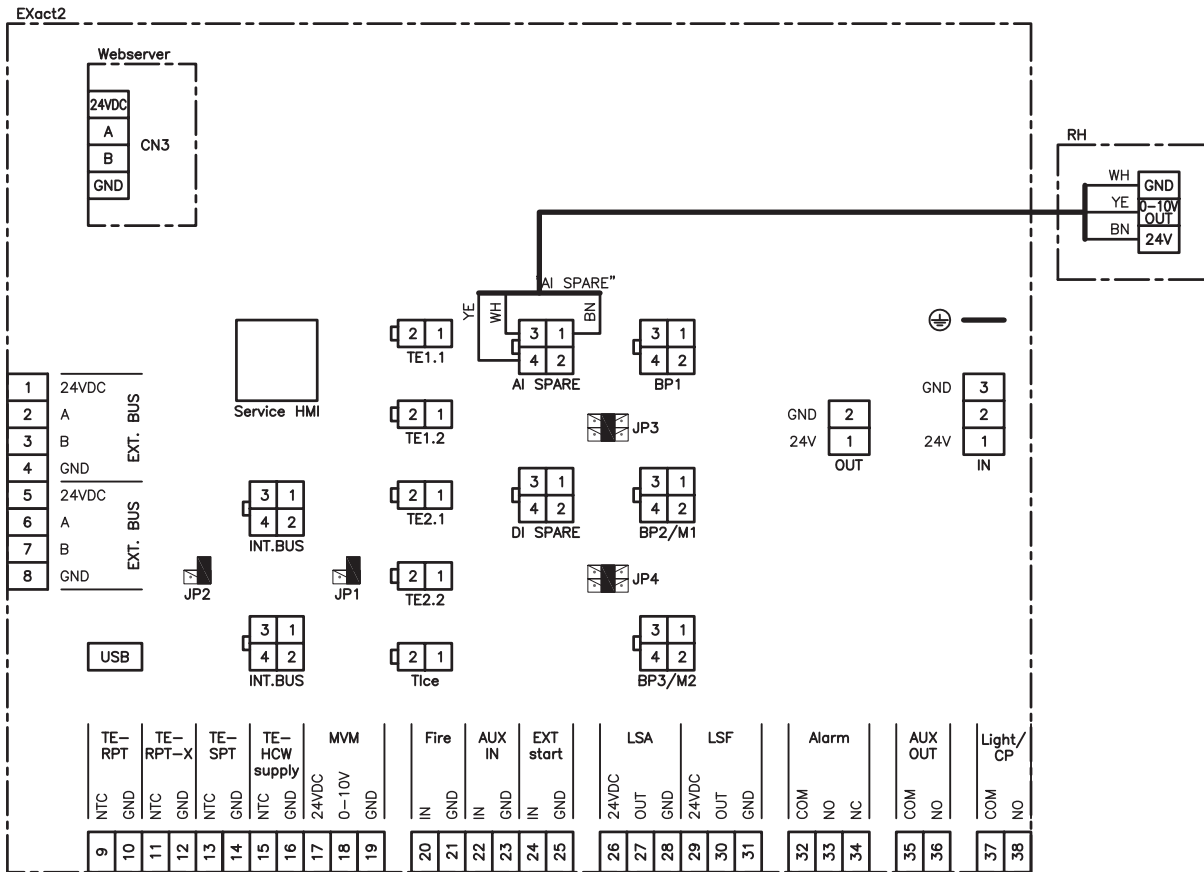 EXact2
Webserver
24VDC
A
B
GND
CN3
RH
WH
YE
BN
GND
0-10V
OUT
24V
"AI SPARE"
YE
WH
BN
3 1
4 2
AI SPARE
3 1
4 2
BP1
2 1
TE1.1
Service HMI
2 1
TE1.2
JP3
GND 2
24V 1
OUT
GND 3
2
24V 1
IN
1 24VDC
2 A
3 B
4 GND
EXT. BUS
5 24VDC
6 A
7 B
8 GND
EXT. BUS
3 1
4 2
INT.BUS
2 1
TE2.1
3 1
4 2
DI SPARE
3 1
4 2
BP2/M1
JP2
JP1
2 1
TE2.2
JP4
USB
3 1
4 2
INT.BUS
2 1
TIce
3 1
4 2
BP3/M2
TE-
RPT
TE-
RPT-X
TE-
SPT
TE-
HCW
supply
MVM
Fire
AUX
IN
EXT
start
LSA
LSF
Alarm
AUX
OUT
Light/
CP
NTC
GND
NTC
GND
NTC
GND
NTC
GND
24VDC
0-10V
GND
IN
GND
IN
GND
IN
GND
24VDC
OUT
GND
24VDC
OUT
GND
COM
NO
NC
COM
NO
COM
NO
9
10
11
12
13
14
15
16
17
18
19
20
21
22
23
24
25
26
27
28
29
30
31
32
33
34
35
36
37
38